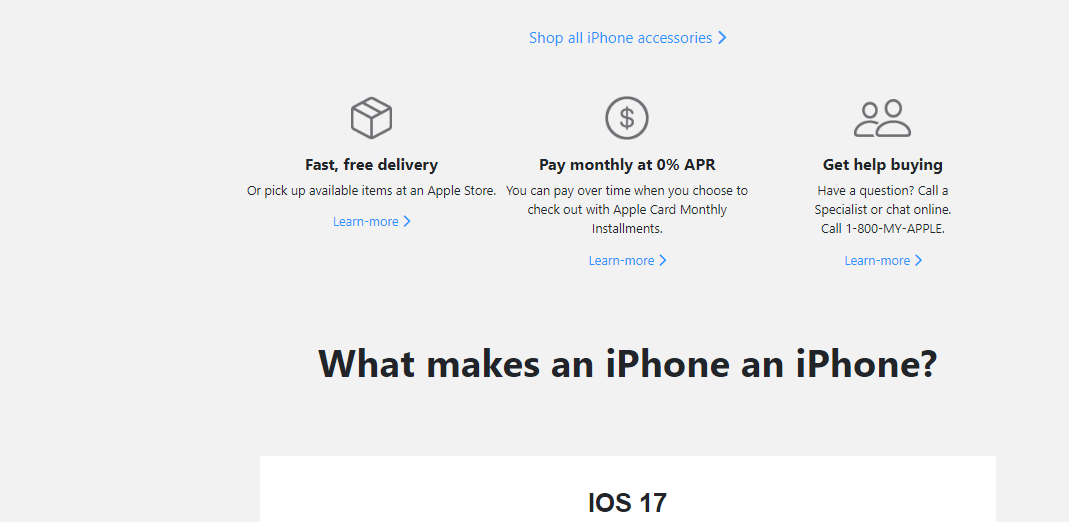 Shop all iPhone accessories
$
Fast, free delivery
Or pick up available items at an Apple Store.
Learn-more
Pay monthly at 0% APR
You can pay over time when you choose to
check out with Apple Card Monthly
Installments.
Learn-more
Get help buying
Have a question? Call a
Specialist or chat online.
Call 1-800-MY-APPLE.
Learn-more
What makes an iPhone an iPhone?
IOS 17